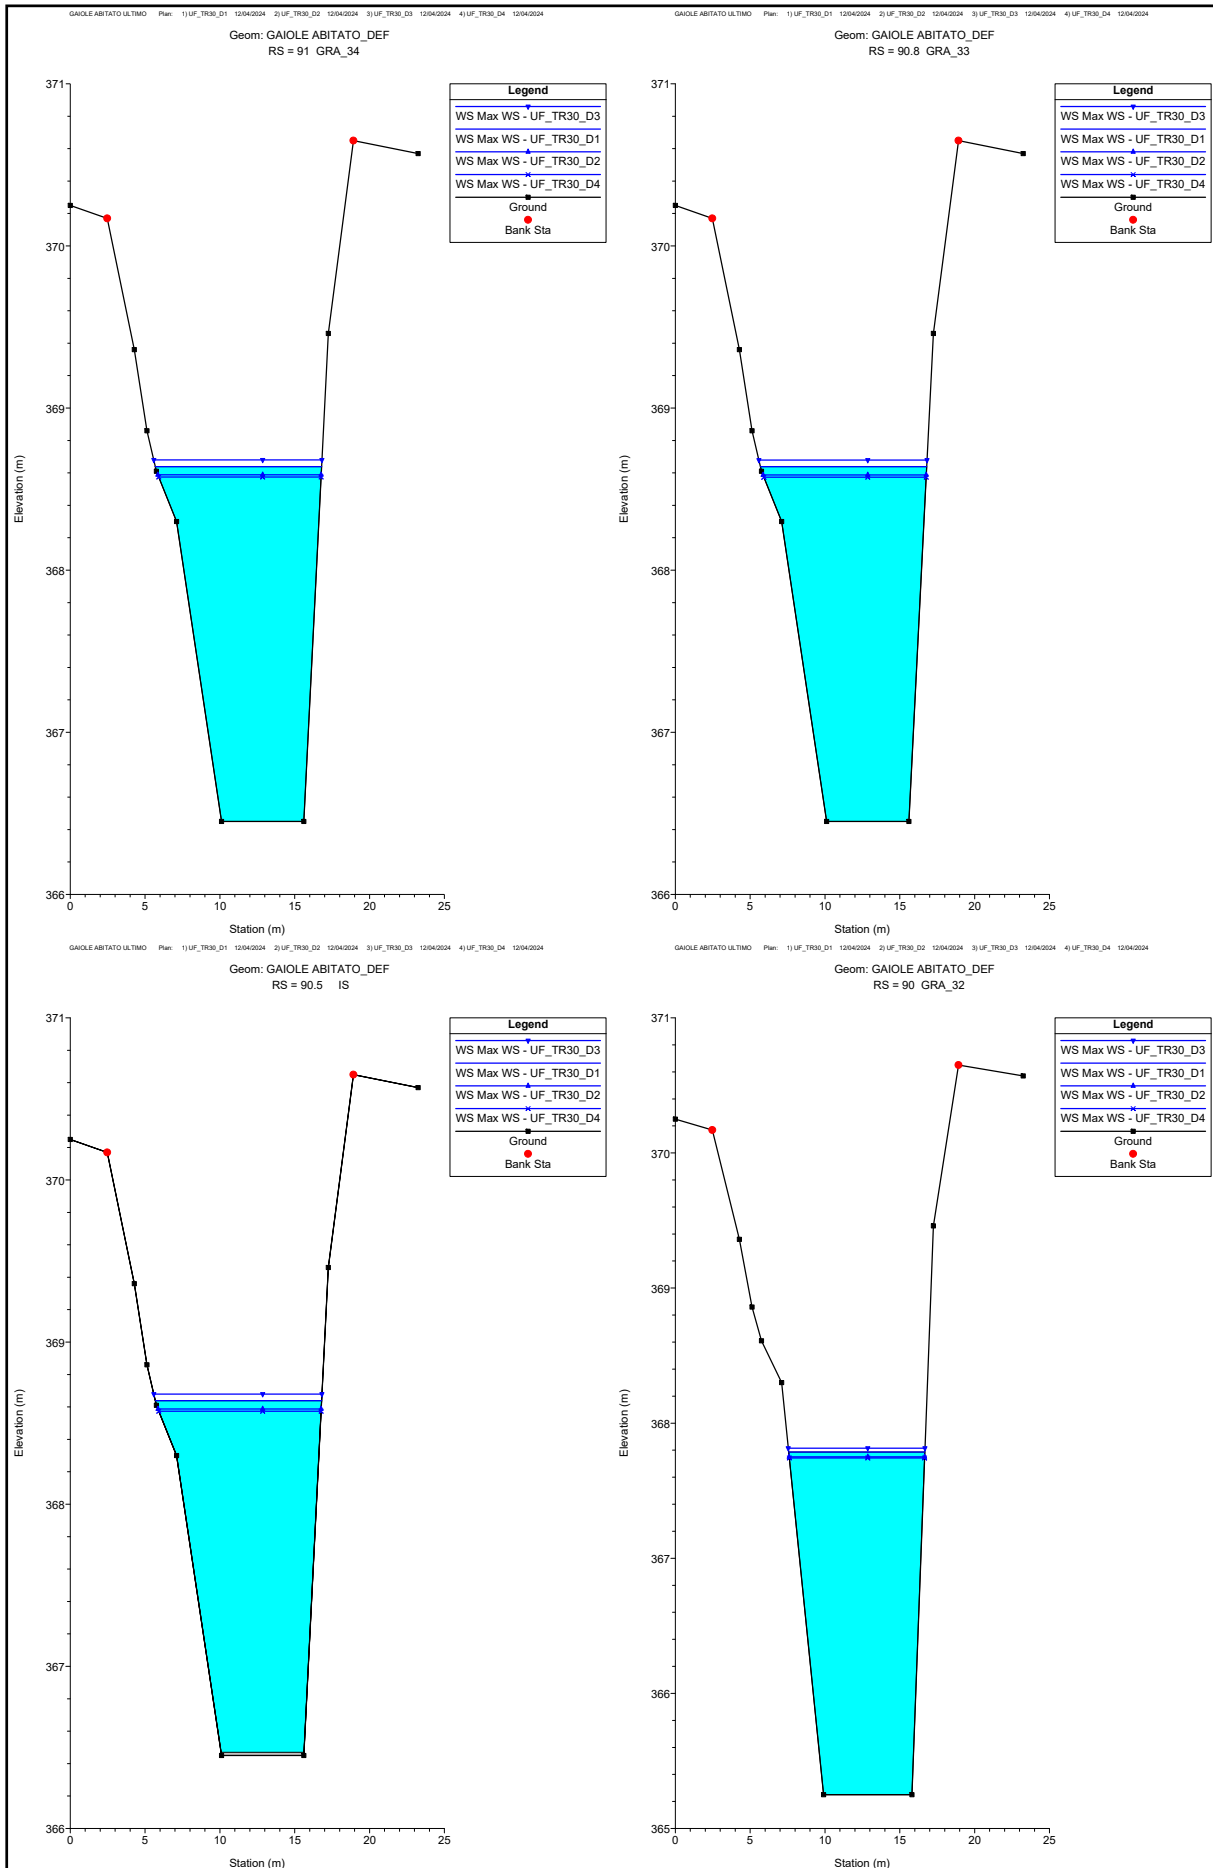 GAIOLE ABITATO ULTIMO Plan: 1) UF_TR30_D1 12/04/2024 2) UF_TR30_D2 12/04/2024 3) UF_TR30_D3 12/04/2024 4) UF_TR30_D4 12/04/2024
Geom: GAIOLE ABITATO_DEF
RS = 91 GRA_34
371
370
369
368
367
366
Elevation (m)
0 5 10 15 20 25
Station (m)
Legend
WS Max WS - UF_TR30_D3
WS Max WS - UF_TR30_D1
WS Max WS - UF_TR30_D2
WS Max WS - UF_TR30_D4
Ground
Bank Sta
GAIOLE ABITATO ULTIMO Plan: 1) UF_TR30_D1 12/04/2024 2) UF_TR30_D2 12/04/2024 3) UF_TR30_D3 12/04/2024 4) UF_TR30_D4 12/04/2024
Geom: GAIOLE ABITATO_DEF
RS = 90.8 GRA_33
371
370
369
368
367
366
Elevation (m)
0 5 10 15 20 25
Station (m)
Legend
WS Max WS - UF_TR30_D3
WS Max WS - UF_TR30_D1
WS Max WS - UF_TR30_D2
WS Max WS - UF_TR30_D4
Ground
Bank Sta
GAIOLE ABITATO ULTIMO Plan: 1) UF_TR30_D1 12/04/2024 2) UF_TR30_D2 12/04/2024 3) UF_TR30_D3 12/04/2024 4) UF_TR30_D4 12/04/2024
Geom: GAIOLE ABITATO_DEF
RS = 90.5 IS
371
370
369
368
367
366
Elevation (m)
0 5 10 15 20 25
Station (m)
Legend
WS Max WS - UF_TR30_D3
WS Max WS - UF_TR30_D1
WS Max WS - UF_TR30_D2
WS Max WS - UF_TR30_D4
Ground
Bank Sta
GAIOLE ABITATO ULTIMO Plan: 1) UF_TR30_D1 12/04/2024 2) UF_TR30_D2 12/04/2024 3) UF_TR30_D3 12/04/2024 4) UF_TR30_D4 12/04/2024
Geom: GAIOLE ABITATO_DEF
RS = 90 GRA_32
371
370
369
368
367
366
365
Elevation (m)
0 5 10 15 20 25
Station (m)
Legend
WS Max WS - UF_TR30_D3
WS Max WS - UF_TR30_D1
WS Max WS - UF_TR30_D2
WS Max WS - UF_TR30_D4
Ground
Bank Sta